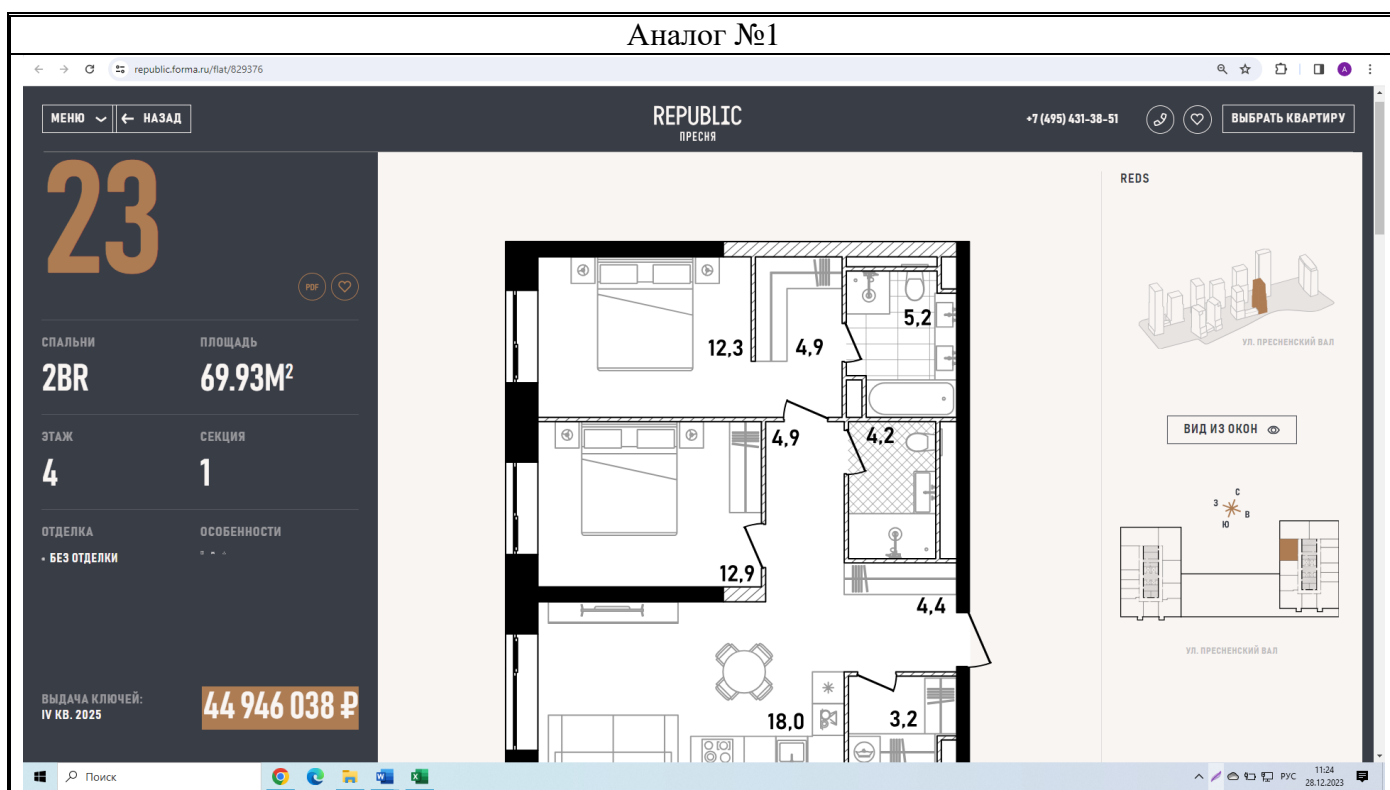 Аналог №1
republic.forma.ru/flat/829376
МЕНЮ
← НАЗАД
REPUBLIC
ПРЕСНЯ
+7 (495) 431-38-51
ВЫБРАТЬ КВАРТИРУ
23
PDF
СПАЛЬНИ ПЛОЩАДЬ
2BR 69.93М²
ЭТАЖ СЕКЦИЯ
4 1
ОТДЕЛКА ОСОБЕННОСТИ
• БЕЗ ОТДЕЛКИ
ВЫДАЧА КЛЮЧЕЙ:
IV КВ. 2025
44 946 038 ₽
5,2
12,3 4,9
4,9 4,2
12,9
4,4
18,0 3,2
REDS
УЛ. ПРЕСНЕНСКИЙ ВАЛ
ВИД ИЗ ОКОН
С
З
В
Ю
УЛ. ПРЕСНЕНСКИЙ ВАЛ
Поиск
РУС
11:24
28.12.2023